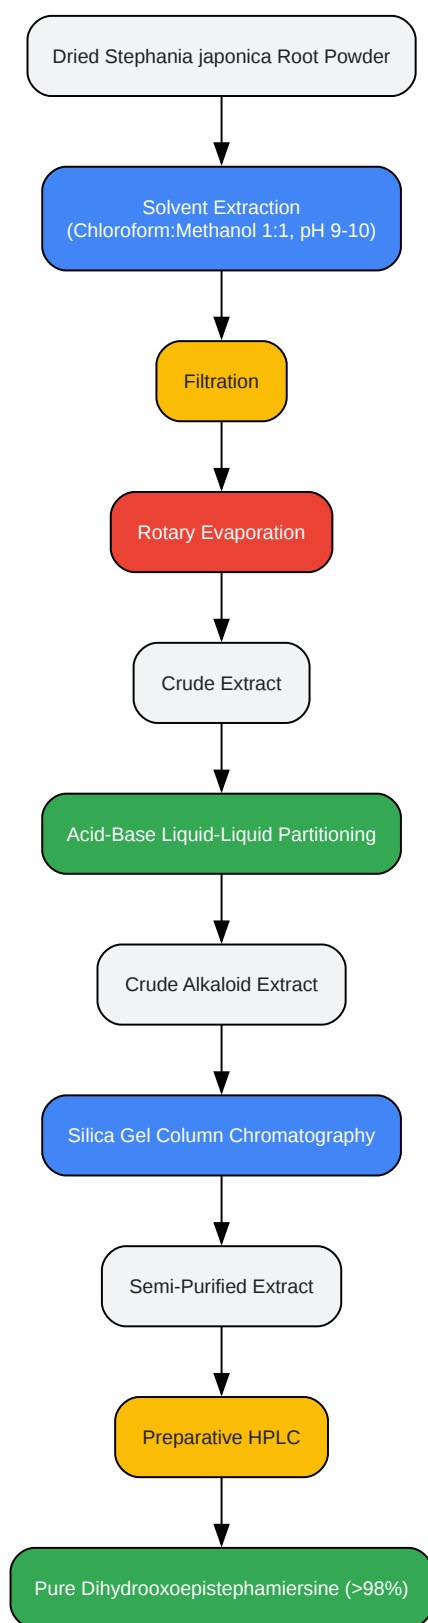 Dried Stephania japonica Root Powder
Solvent Extraction
(Chloroform:Methanol 1:1, pH 9-10)
Filtration
Rotary Evaporation
Crude Extract
Acid-Base Liquid-Liquid Partitioning
Crude Alkaloid Extract
Silica Gel Column Chromatography
Semi-Purified Extract
Preparative HPLC
Pure Dihydrooxoepistephamiersine (>98%)